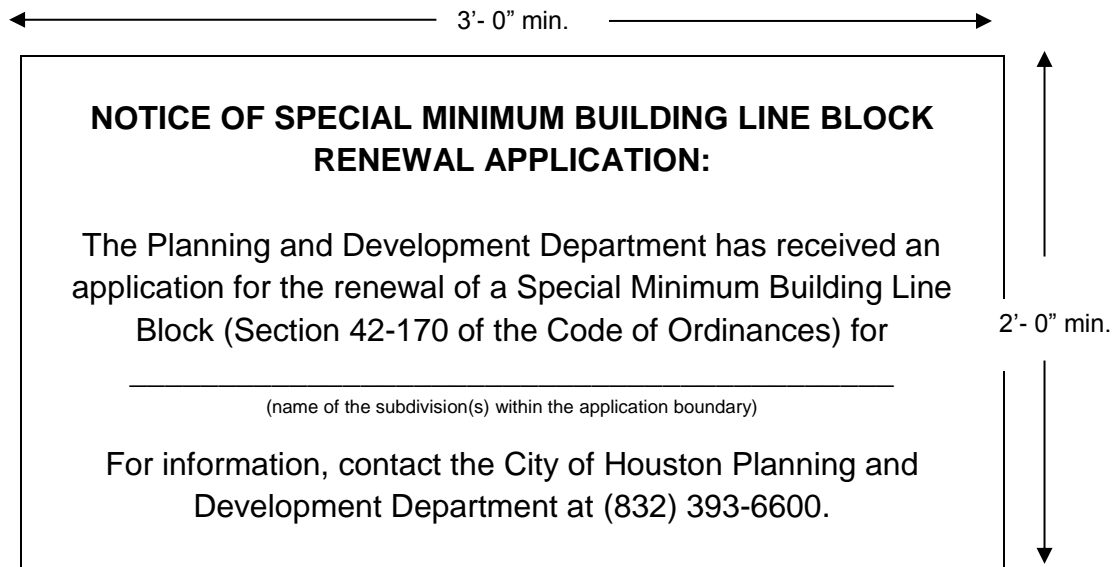 3’- 0” min.
NOTICE OF SPECIAL MINIMUM BUILDING LINE BLOCK
RENEWAL APPLICATION:
The Planning and Development Department has received an
application for the renewal of a Special Minimum Building Line
Block (Section 42-170 of the Code of Ordinances) for
2’- 0” min.
___________________________________________
(name of the subdivision(s) within the application boundary)
For information, contact the City of Houston Planning and
Development Department at (832) 393-6600.